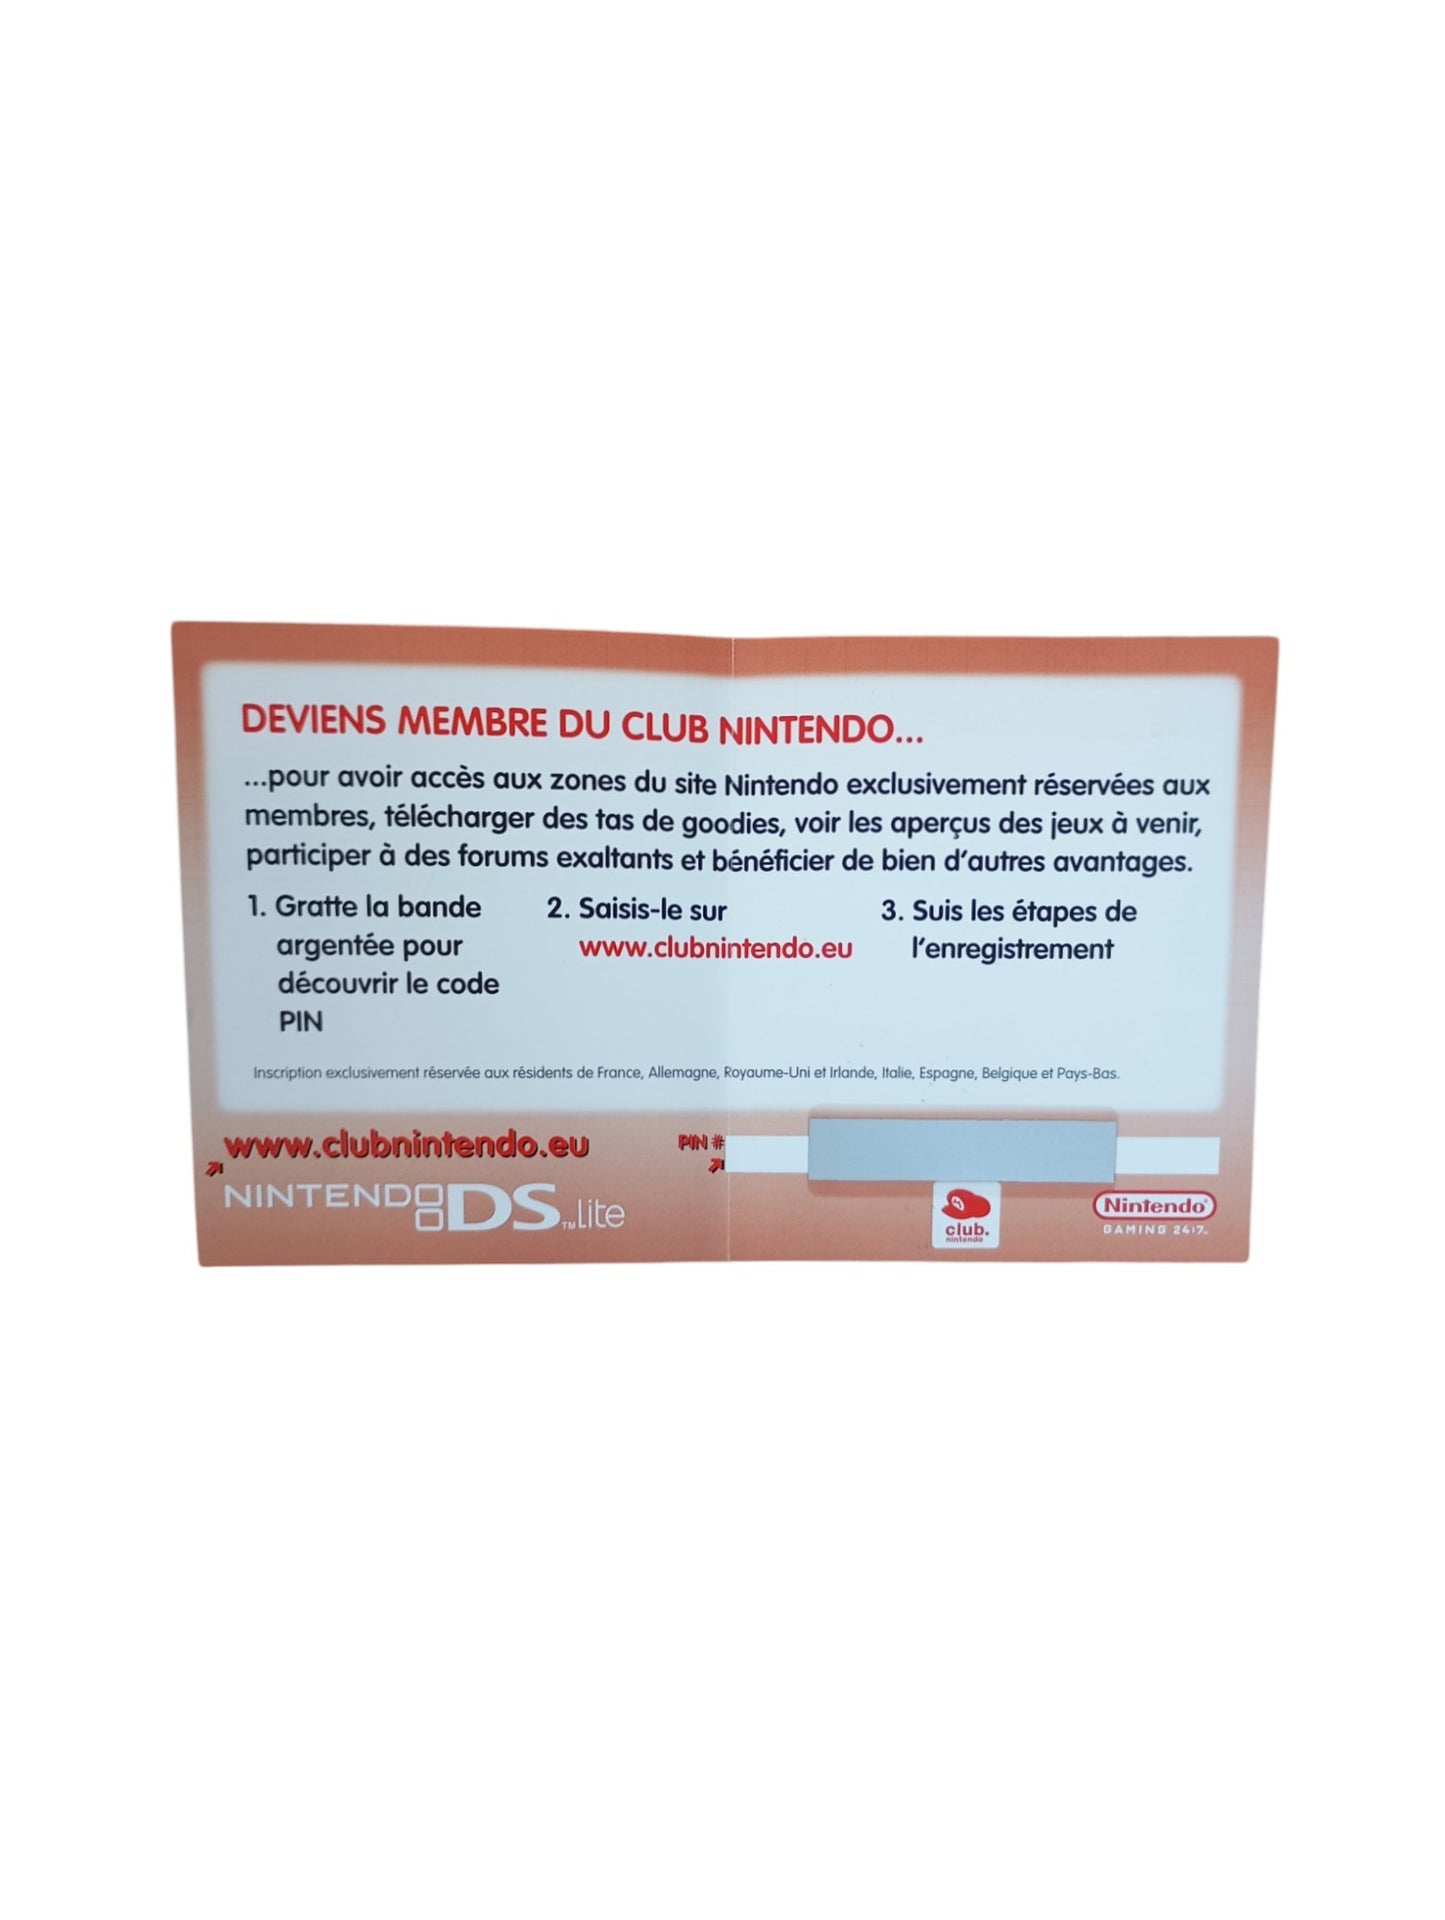 DEVIENS MEMBRE DU CLUB NINTENDO...
...pour avoir accès aux zones du site Nintendo exclusivement réservées aux
membres, télécharger des tas de goodies, voir les aperçus des jeux à venir,
participer à des forums exaltants et bénéficier de bien d'autres avantages.
1. Gratte la bande
argentée pour
découvrir le code
PIN
2. Saisis-le sur
www.clubnintendo.eu
3. Suis les étapes de
l'enregistrement
Inscription exclusivement réservée aux résidents de France, Allemagne, Royaume-Uni et Irlande, Italie, Espagne, Belgique et Pays-Bas.
www.clubnintendo.eu
PIN #
NINTENDO DS™ Lite
club.
nintendo
Nintendo®
GAMING 24:7™